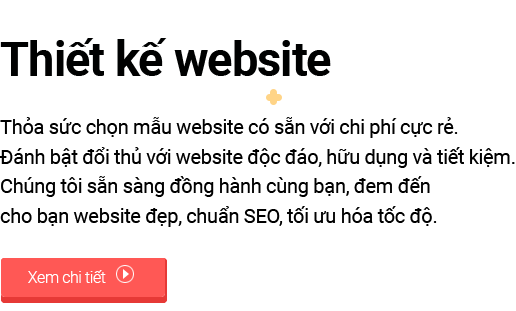 Thiết kế website
Thỏa sức chọn mẫu website có sẵn với chi phí cực rẻ.
Đánh bật đổi thủ với website độc đáo, hữu dụng và tiết kiệm.
Chúng tôi sẵn sàng đồng hành cùng bạn, đem đến
cho bạn website đẹp, chuẩn SEO, tối ưu hóa tốc độ.
Xem chi tiết